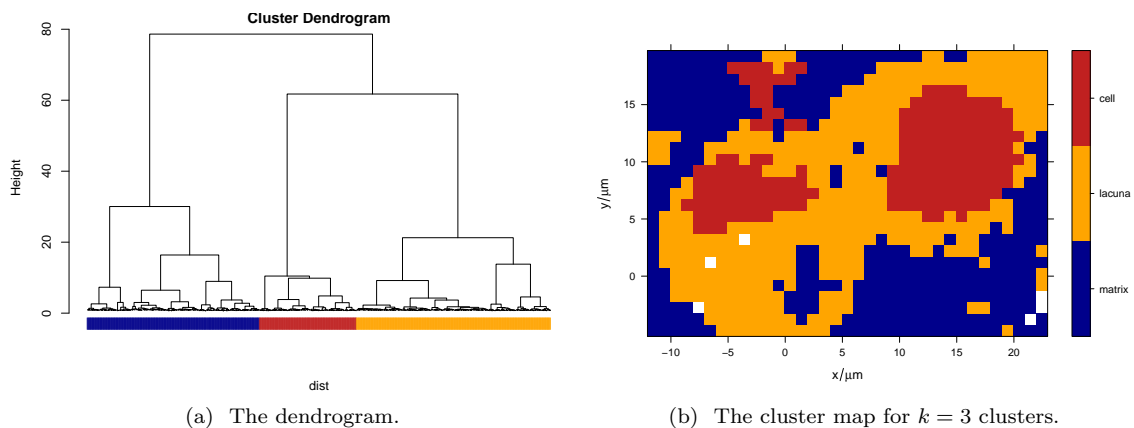 Cluster Dendrogram
80
60
40
20
0
Height
dist
(a) The dendrogram.
15
10
5
0
y/μm
−10 −5 0 5 10 15 20
x/μm
cell
lacuna
matrix
(b) The cluster map for k = 3 clusters.